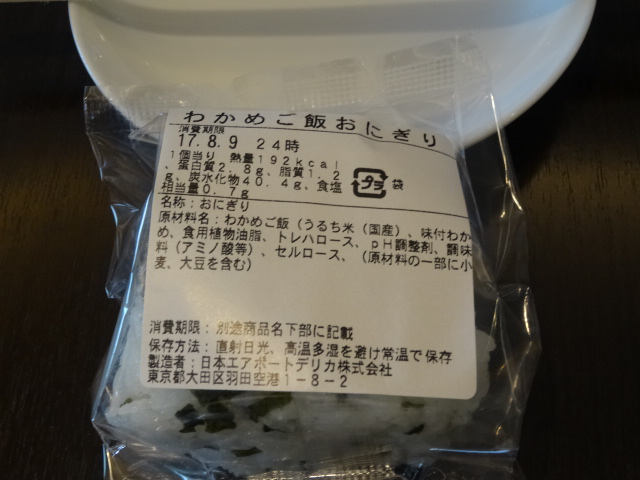 わかめご飯おにぎり
消費期限
17.8.9 24時
1個当り、熱量192kcal
、蛋白質2.8g、脂質1.2
g、炭水化物40.4g、食塩
相当量0.7g
プラ 袋
名称：おにぎり
原材料名：わかめご飯（うるち米（国産）、味付わか
め、食用植物油脂、トレハロース、pH調整剤、調味
料（アミノ酸等）、セルロース、（原材料の一部に小
麦、大豆を含む）
消費期限：別途商品名下部に記載
保存方法：直射日光、高温多湿を避け常温で保存
製造者：日本エアポートデリカ株式会社
東京都大田区羽田空港1-8-2